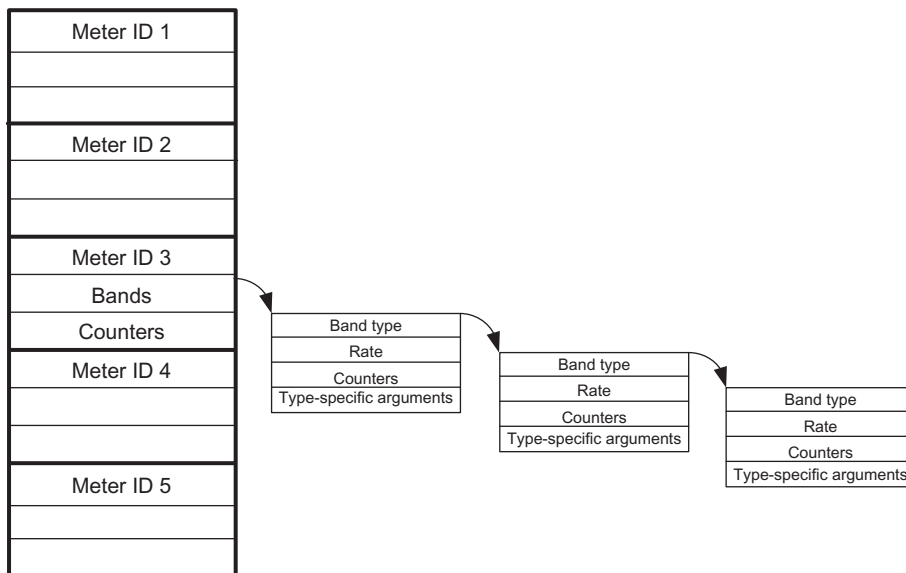 Meter ID 1
Meter ID 2
Meter ID 3
Bands
Counters
Meter ID 4
Meter ID 5
Band type
Rate
Counters
Type-specific arguments
Band type
Rate
Counters
Type-specific arguments
Band type
Rate
Counters
Type-specific arguments